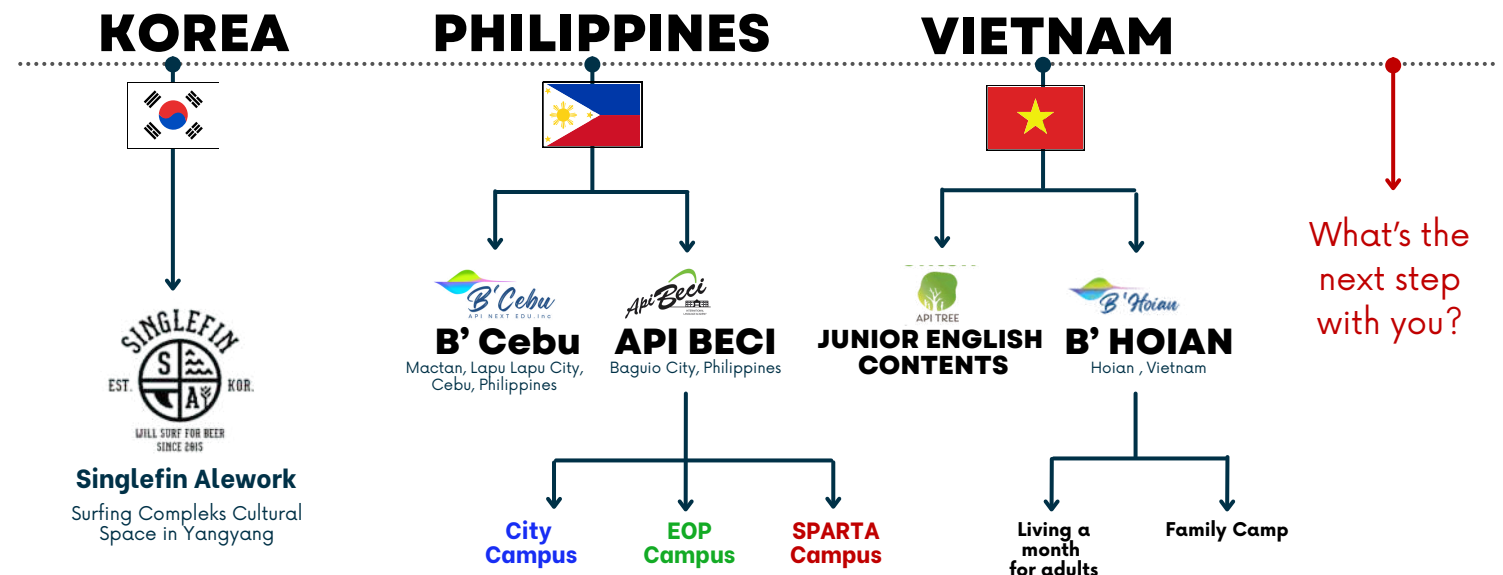 KOREA
PHILIPPINES
VIETNAM
What's the
next step
with you?
SINGLEFIN
S
A
EST.
KOR.
WILL SURF FOR BEER
SINCE 2015
Singlefin Alework
Surfing Compleks Cultural
Space in Yangyang
B'Cebu
API NEXT EDU.inc
B' Cebu
Mactan, Lapu Lapu City,
Cebu, Philippines
Api Beci
API BECI
Baguio City, Philippines
City
Campus
EOP
Campus
SPARTA
Campus
API TREE
JUNIOR ENGLISH
CONTENTS
B'Hoian
B' HOIAN
Hoian , Vietnam
Living a
month
for adults
Family Camp